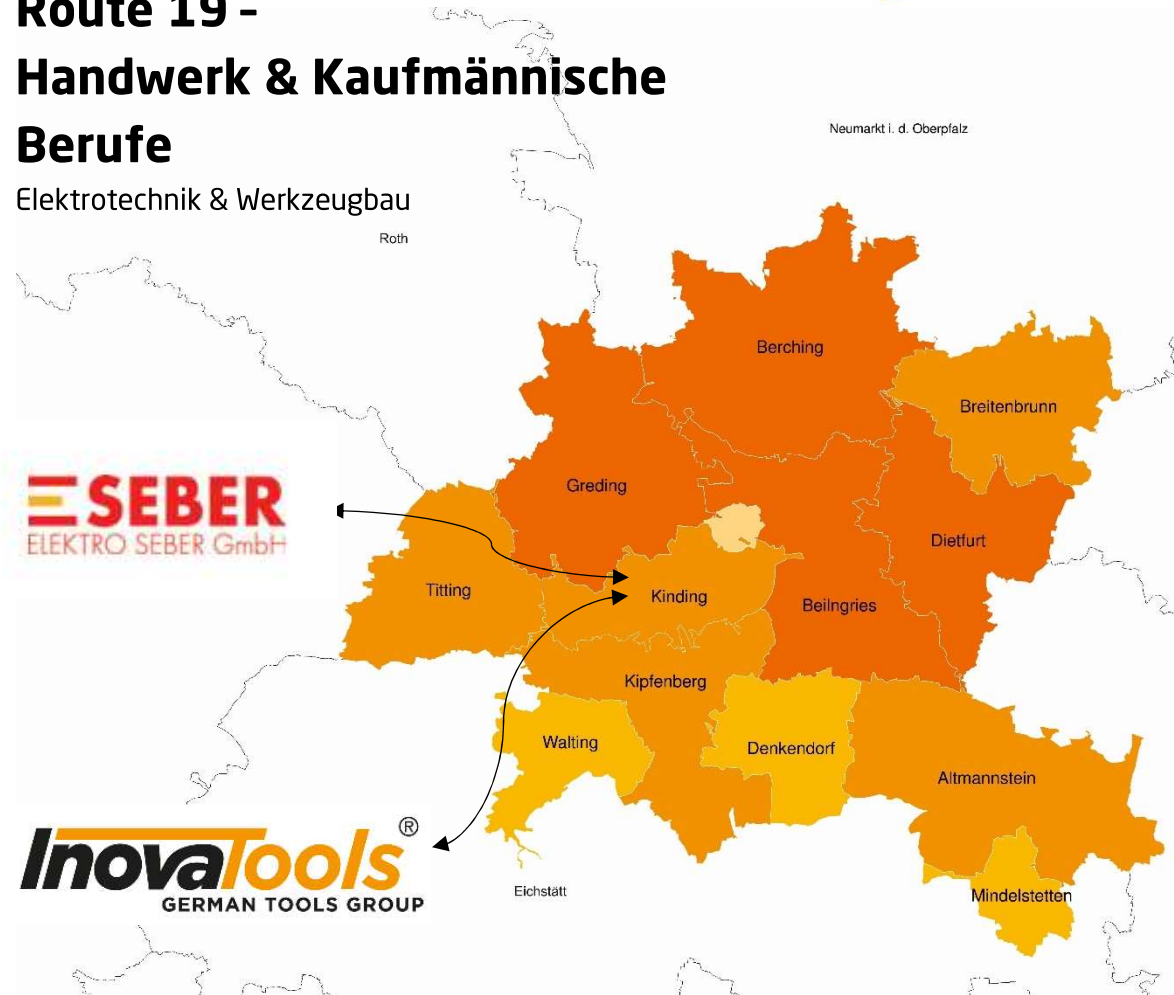 Route 19 –
Handwerk & Kaufmännische
Berufe
Elektrotechnik & Werkzeugbau
Neumarkt i. d. Oberpfalz
Roth
Berching
Breitenbrunn
Greding
SEBER
ELEKTRO SEBER GmbH
Dietfurt
Titting
Kinding
Beilngries
Kipfenberg
Walting
Denkendorf
Altmannstein
InovaTools®
GERMAN TOOLS GROUP
Eichstätt
Mindelstetten